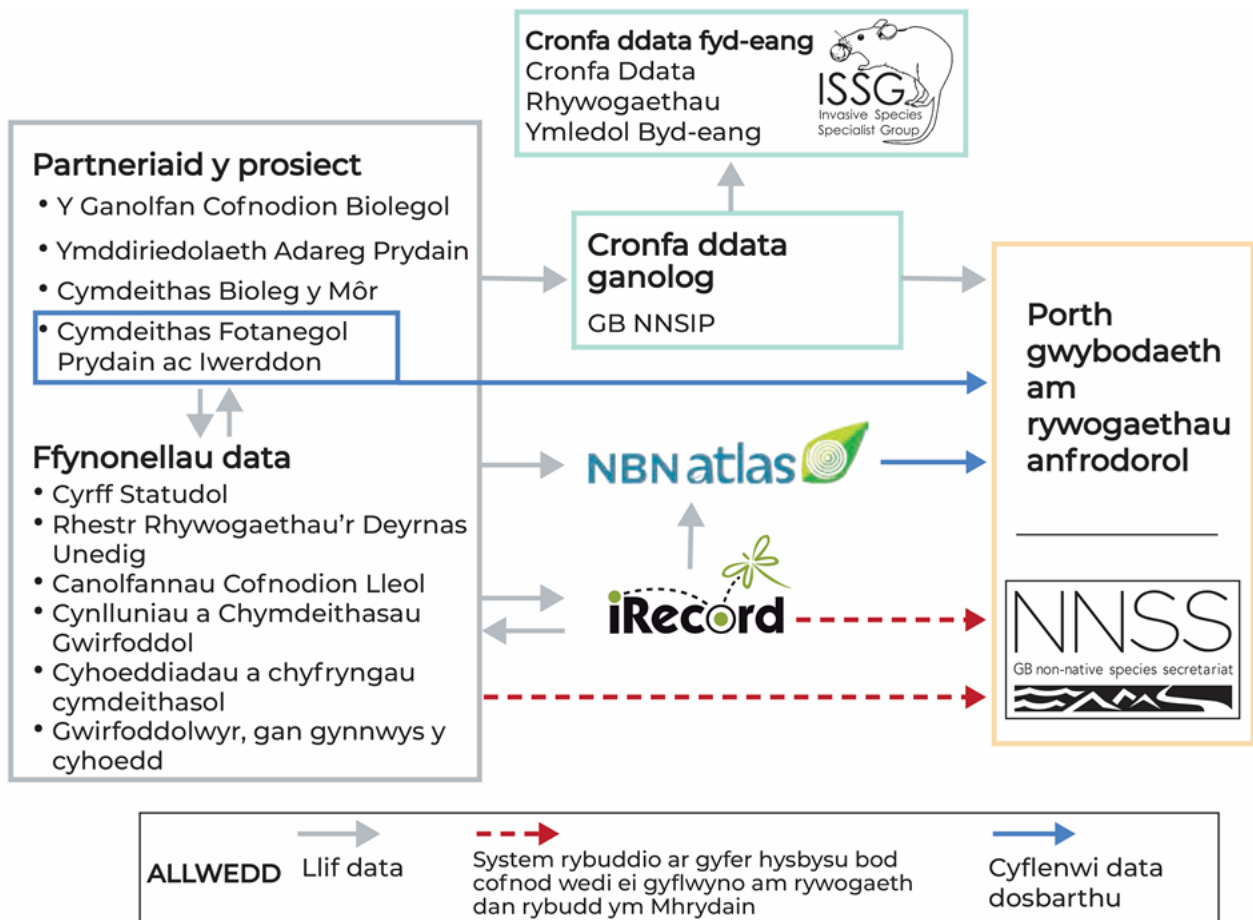 Cronfa ddata fyd-eang
Cronfa Ddata
Rhywogaethau
Ymledol Byd-eang
ISSG
Invasive Species
Specialist Group
Partneriaid y prosiect
• Y Ganolfan Cofnodion Biolegol
• Ymddiriedolaeth Adareg Prydain
• Cymdeithas Bioleg y Môr
• Cymdeithas Fotanegol
Prydain ac Iwerddon
Ffynonellau data
• Cyrff Statudol
• Rhestr Rhywogaethau'r Deyrnas
Unedig
• Canolfannau Cofnodion Lleol
• Cynlluniau a Chymdeithasau
Gwirfoddol
• Cyhoeddiadau a chyfryngau
cymdeithasol
• Gwirfoddolwyr, gan gynnwys y
cyhoedd
Cronfa ddata
ganolog
GB NNSIP
NBN atlas
iRecord
Porth
gwybodaeth
am
rywogaethau
anfrodorol
NNSS
GB non-native species secretariat
ALLWEDD
Llif data
System rybuddio ar gyfer hysbysu bod
cofnod wedi ei gyflwyno am rywogaeth
dan rybudd ym Mhrydain
Cyflenwi data
dosbarthu